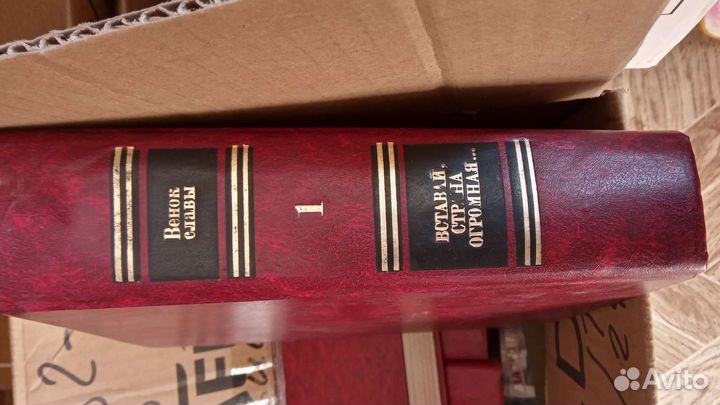 Венок
славы
1
ВСТАВАЙ,
СТРАНА
ОГРОМНАЯ...
Avito